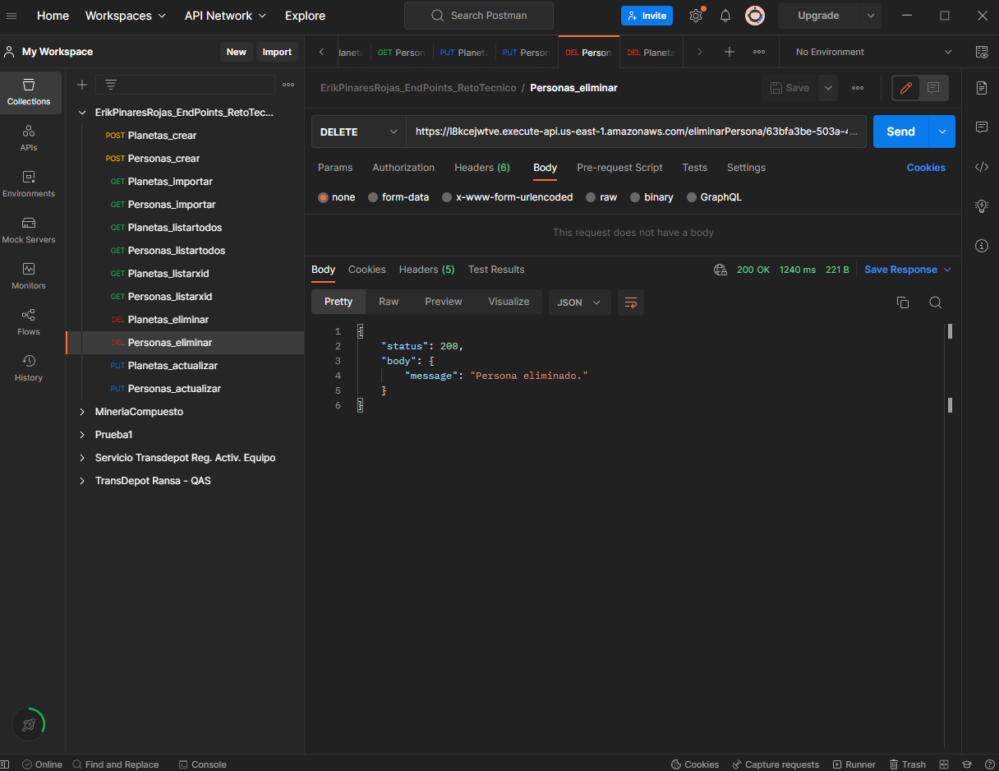 Home Workspaces API Network Explore Search Postman Invite Upgrade
My Workspace New Import
GET Person PUT Planeta PUT Person DEL Person DEL Planeta No Environment
Collections
APIs
Environments
Mock Servers
Monitors
Flows
History
ErikPinaresRojas_EndPoints_RetoTec...
POST Planetas_crear
POST Personas_crear
GET Planetas_importar
GET Personas_importar
GET Planetas_listartodos
GET Personas_listartodos
GET Planetas_listarxid
GET Personas_listarxid
DEL Planetas_eliminar
DEL Personas_eliminar
PUT Planetas_actualizar
PUT Personas_actualizar
MineriaCompuesto
Prueba1
Servicio Transdepot Reg. Activ. Equipo
TransDepot Ransa - QAS
ErikPinaresRojas_EndPoints_RetoTecnico / Personas_eliminar Save
DELETE https://l8kcejwtve.execute-api.us-east-1.amazonaws.com/eliminarPersona/63bfa3be-503a-4... Send
Params Authorization Headers (6) Body Pre-request Script Tests Settings Cookies
none form-data x-www-form-urlencoded raw binary GraphQL
This request does not have a body
Body Cookies Headers (5) Test Results 200 OK 1240 ms 221 B Save Response
Pretty Raw Preview Visualize JSON
1 {
2 "status": 200,
3 "body": {
4 "message": "Persona eliminado."
5 }
6 }
Online Find and Replace Console Cookies Capture requests Runner Trash